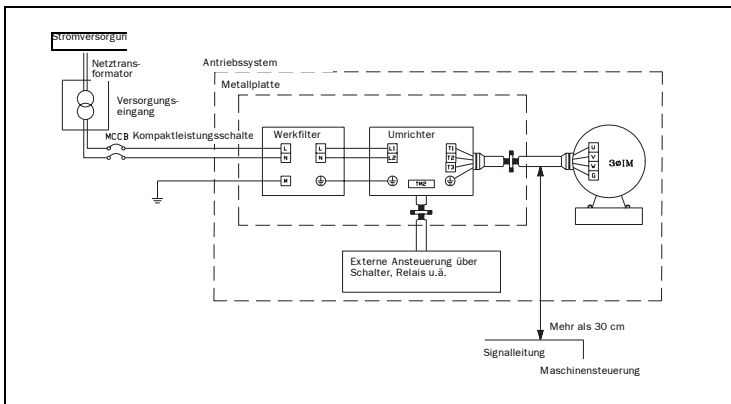 Stromversorgun
Netztrans-
formator
Versorgungs-
eingang
MCCB Kompaktleistungsschalte
Antriebssystem
Metallplatte
Werkfilter
Umrichter
L
N
M
L
N
L1
L2
T1
T2
T3
TM2
U
V
W
G
3ø1M
Externe Ansteuerung über
Schalter, Relais u.ä.
Mehr als 30 cm
Signalleitung
Maschinensteuerung